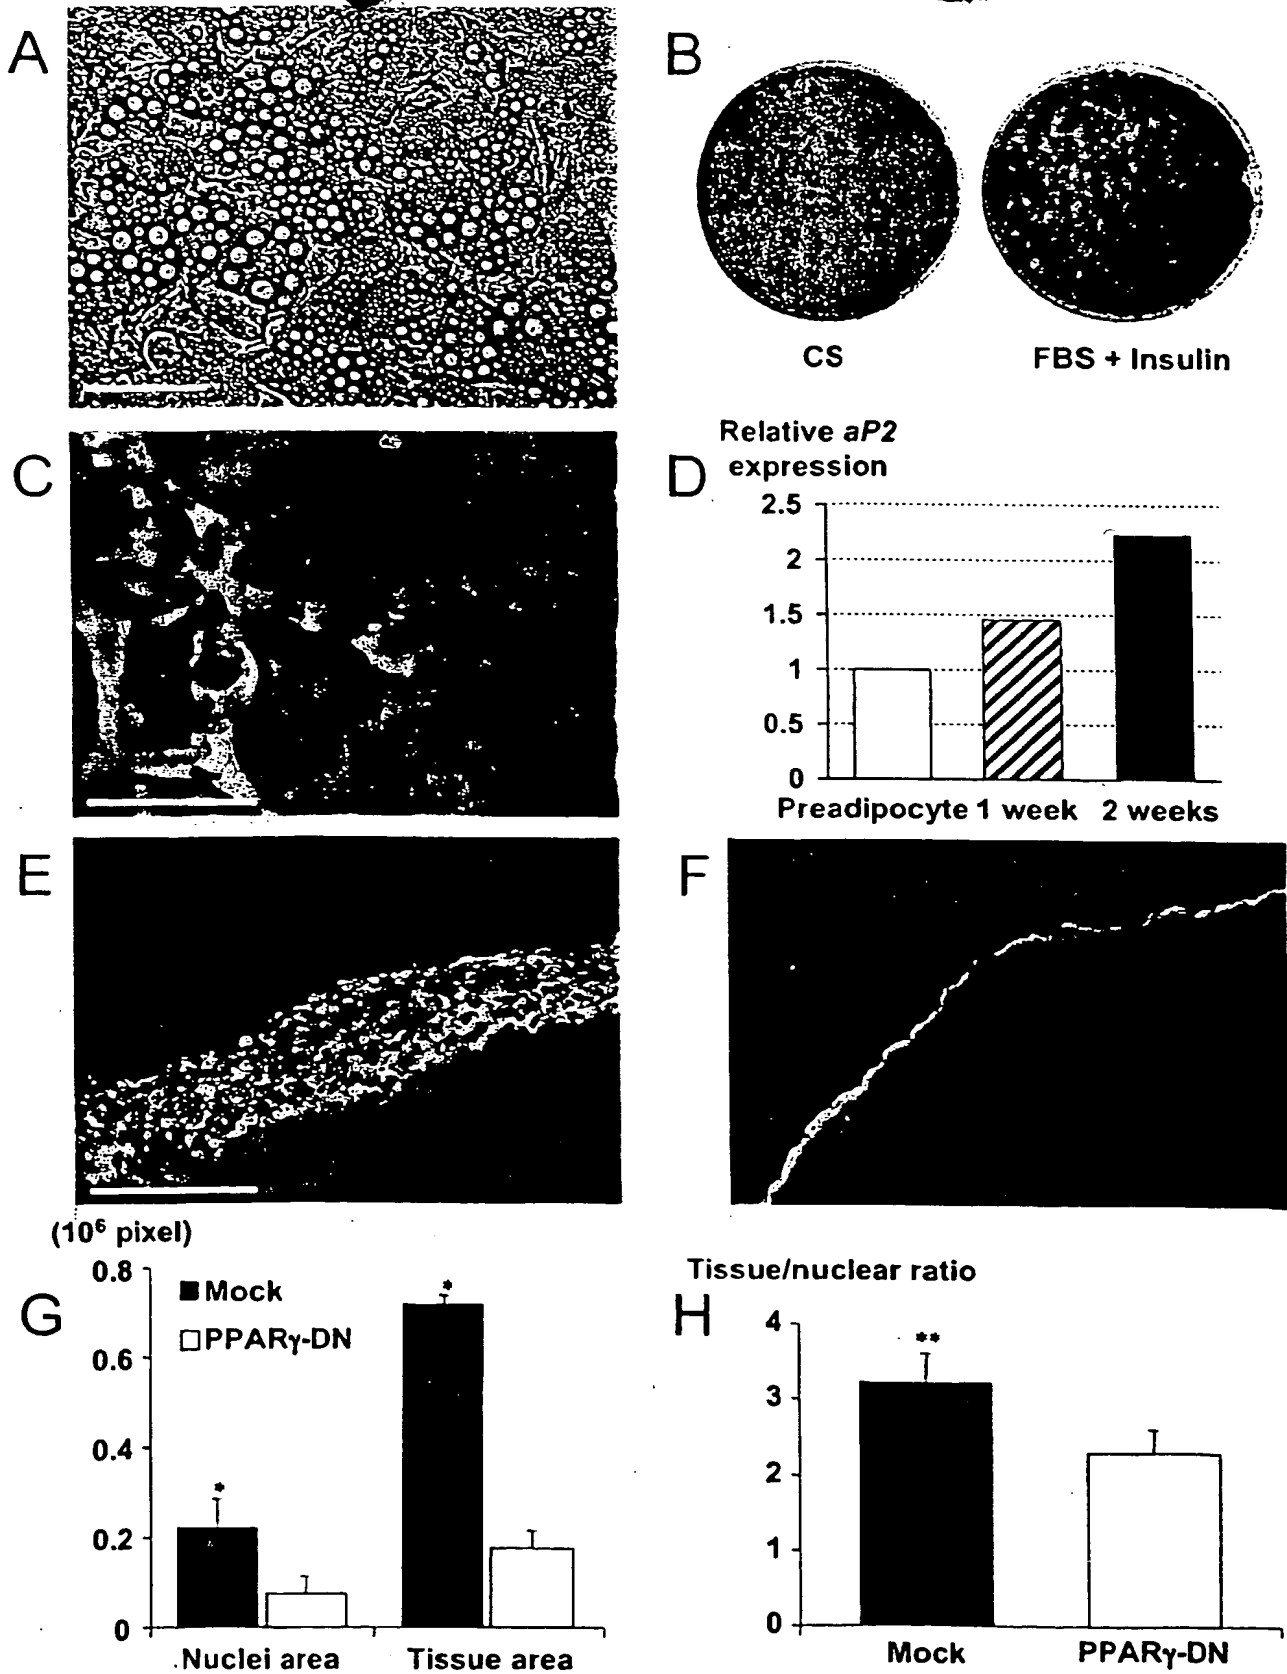 A
B
CS
FBS + Insulin
C
D
Relative aP2
expression
2.5
2
1.5
1
0.5
0
Preadipocyte 1 week 2 weeks
E
F
G
(10⁶ pixel)
0.8
0.6
0.4
0.2
0
Mock
PPARγ-DN
*
*
Nuclei area
Tissue area
H
Tissue/nuclear ratio
4
3
2
1
0
**
Mock
PPARγ-DN